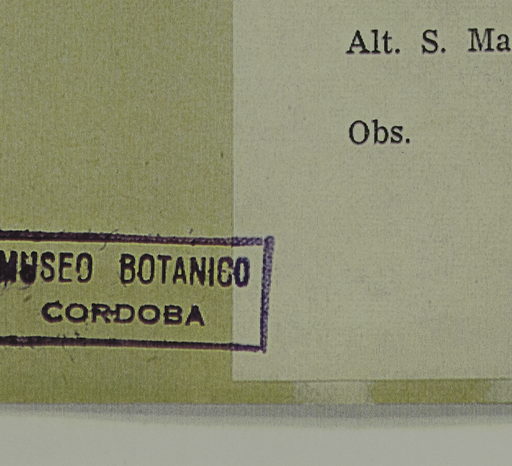 Alt. S. Ma
Obs.
MUSEO BOTANICO
CORDOBA